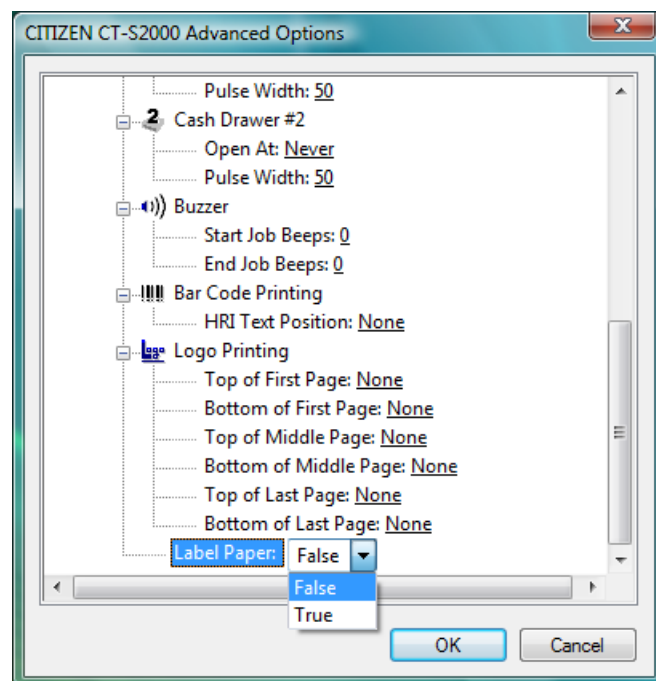 CITIZEN CT-S2000 Advanced Options
Pulse Width: 50
2 Cash Drawer #2
Open At: Never
Pulse Width: 50
Buzzer
Start Job Beeps: 0
End Job Beeps: 0
Bar Code Printing
HRI Text Position: None
Logo Printing
Top of First Page: None
Bottom of First Page: None
Top of Middle Page: None
Bottom of Middle Page: None
Top of Last Page: None
Bottom of Last Page: None
Label Paper: False
False
True
OK Cancel